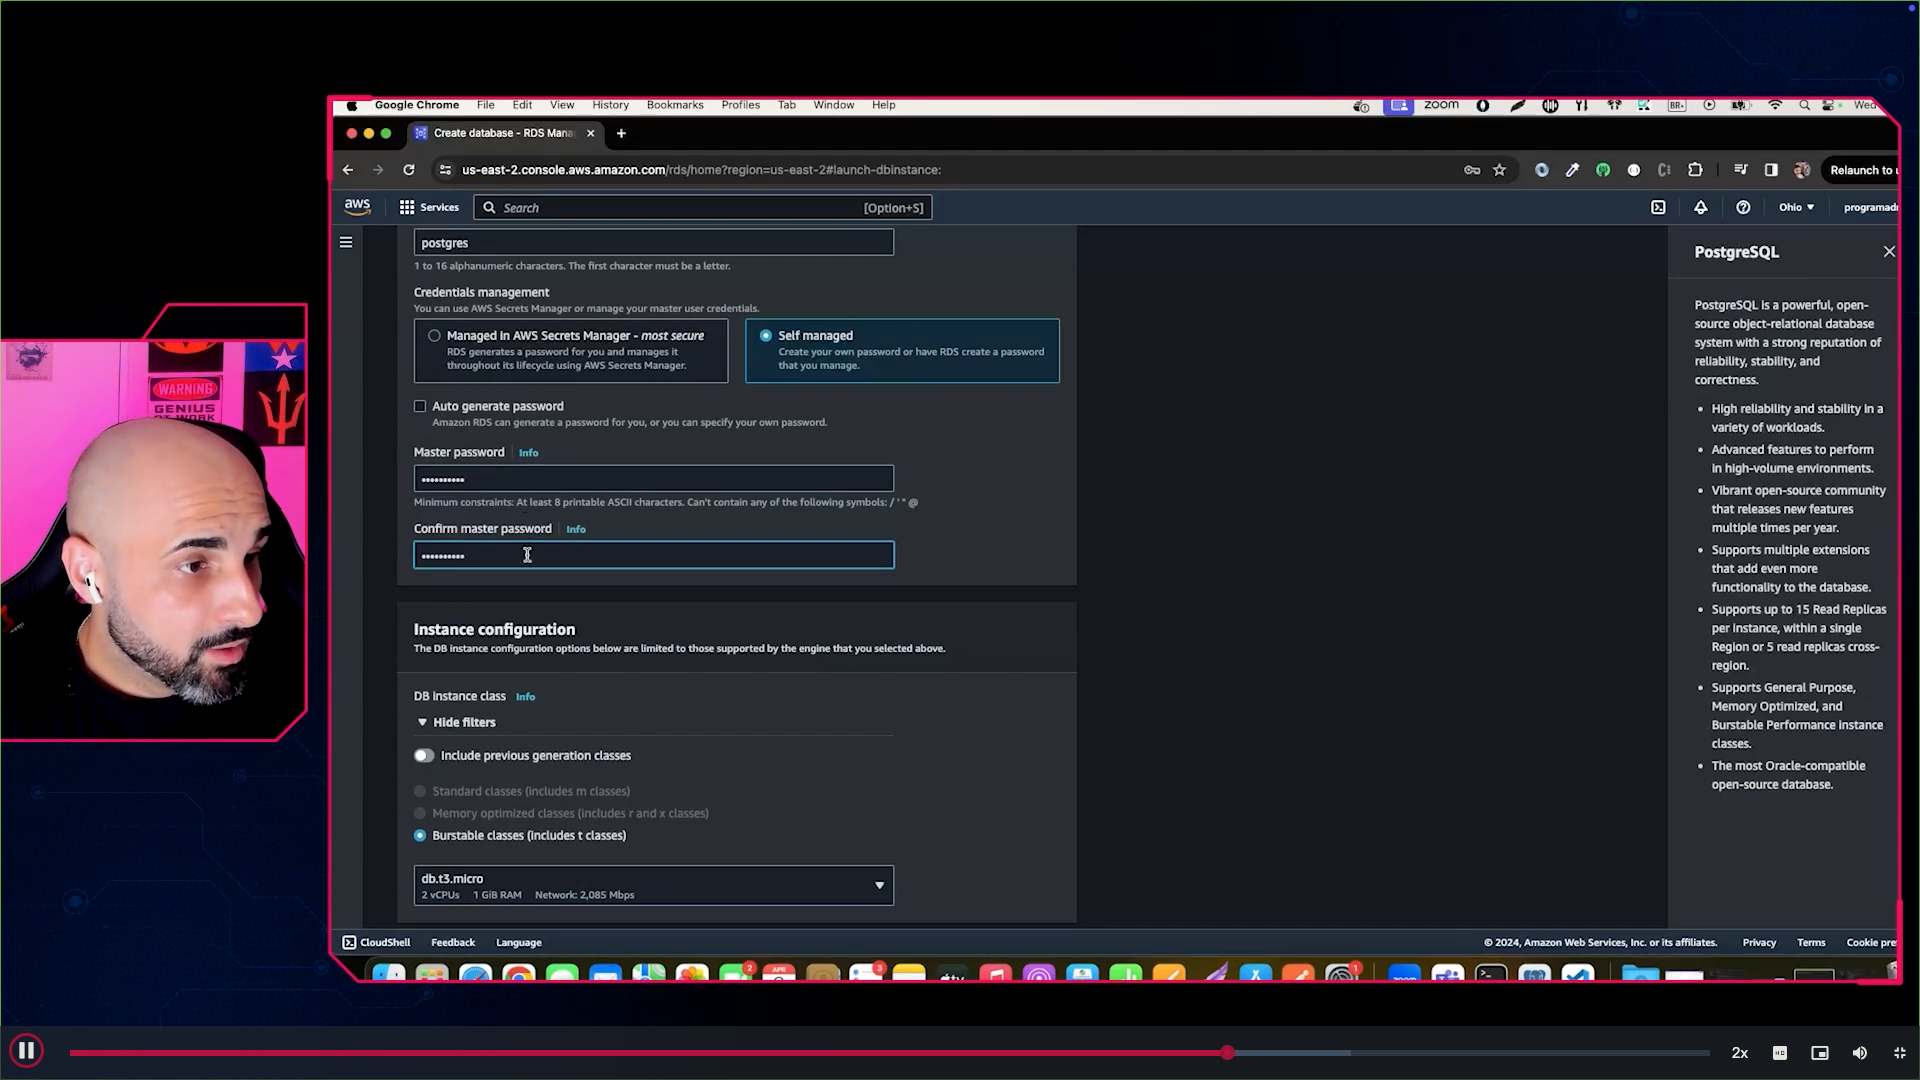 Google Chrome File Edit View History Bookmarks Profiles Tab Window Help
zoom
Wed
Create database - RDS Mana
us-east-2.console.aws.amazon.com/rds/home?region=us-east-2#launch-dbinstance:
Relaunch to u
aws
Services
Search
[Option+S]
Ohio
programadr
postgres
1 to 16 alphanumeric characters. The first character must be a letter.
Credentials management
You can use AWS Secrets Manager or manage your master user credentials.
Managed in AWS Secrets Manager - most secure
RDS generates a password for you and manages it
throughout its lifecycle using AWS Secrets Manager.
Self managed
Create your own password or have RDS create a password
that you manage.
Auto generate password
Amazon RDS can generate a password for you, or you can specify your own password.
Master password Info
••••••••••
Minimum constraints: At least 8 printable ASCII characters. Can't contain any of the following symbols: / ' " @
Confirm master password Info
••••••••••
Instance configuration
The DB instance configuration options below are limited to those supported by the engine that you selected above.
DB instance class Info
Hide filters
Include previous generation classes
Standard classes (includes m classes)
Memory optimized classes (includes r and x classes)
Burstable classes (includes t classes)
db.t3.micro
2 vCPUs 1 GiB RAM Network: 2,085 Mbps
PostgreSQL
PostgreSQL is a powerful, open-
source object-relational database
system with a strong reputation of
reliability, stability, and
correctness.
• High reliability and stability in a
variety of workloads.
• Advanced features to perform
in high-volume environments.
• Vibrant open-source community
that releases new features
multiple times per year.
• Supports multiple extensions
that add even more
functionality to the database.
• Supports up to 15 Read Replicas
per instance, within a single
Region or 5 read replicas cross-
region.
• Supports General Purpose,
Memory Optimized, and
Burstable Performance instance
classes.
• The most Oracle-compatible
open-source database.
CloudShell Feedback Language
© 2024, Amazon Web Services, Inc. or its affiliates. Privacy Terms Cookie pre
WARNING
GENIUS
AT WORK
2
APR
3
1
2x